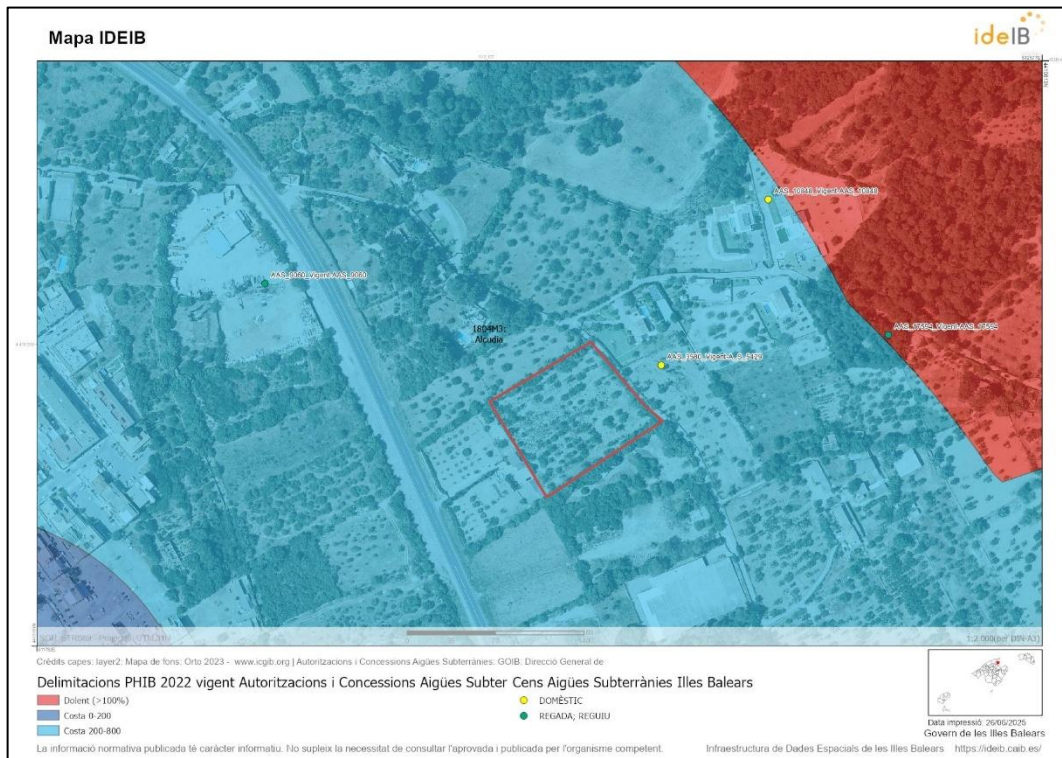 Mapa IDEIB
ideIB
1804M3:
Alcudia
Crèdits capes: layer2: Mapa de fons: Orto 2023 - www.icgib.org | Autoritzacions i Concessions Aigües Subterrànies: GOIB. Direcció General de
Delimitacions PHIB 2022 vigent Autoritzacions i Concessions Aigües Subter Cens Aigües Subterrànies Illes Balears
Dolent (>100%)
Costa 0-200
Costa 200-800
DOMÈSTIC
REGADA; REGUIU
1:2.000(per DIN-A3)
Data impressió 26/06/2025
Govern de les Illes Balears
La informació normativa publicada té caràcter informatiu. No supleix la necessitat de consultar l'aprovada i publicada per l'organisme competent.
Infraestructura de Dades Espacials de les Illes Balears https://ideib.caib.es/